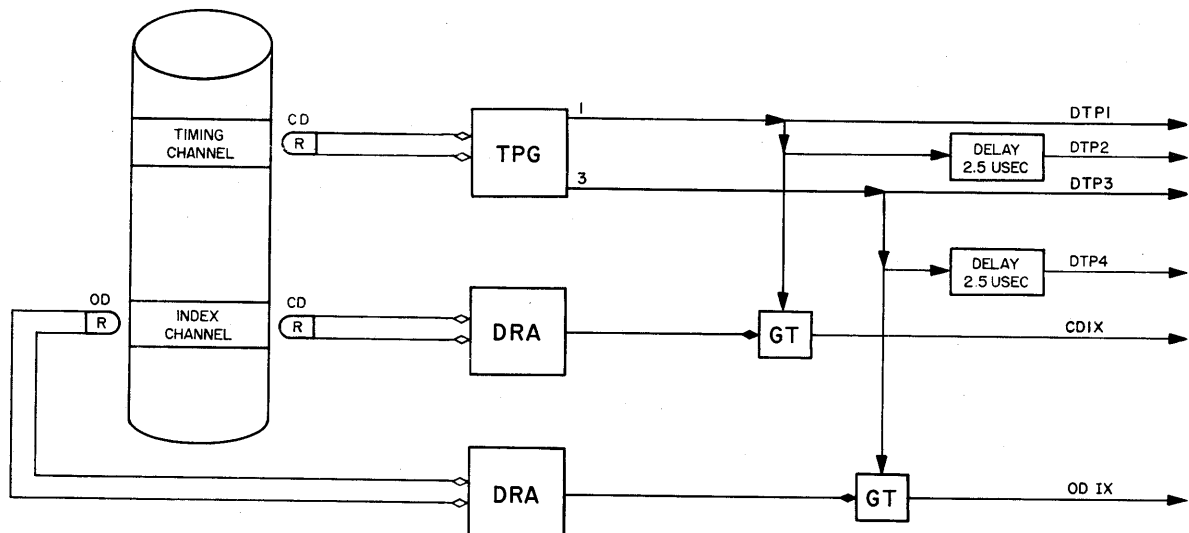 TIMING
CHANNEL
CD
R
TPG
1
3
DTP1
DELAY
2.5 USEC
DTP2
DTP3
DELAY
2.5 USEC
DTP4
OD
R
INDEX
CHANNEL
CD
R
DRA
GT
CDIX
DRA
GT
OD IX